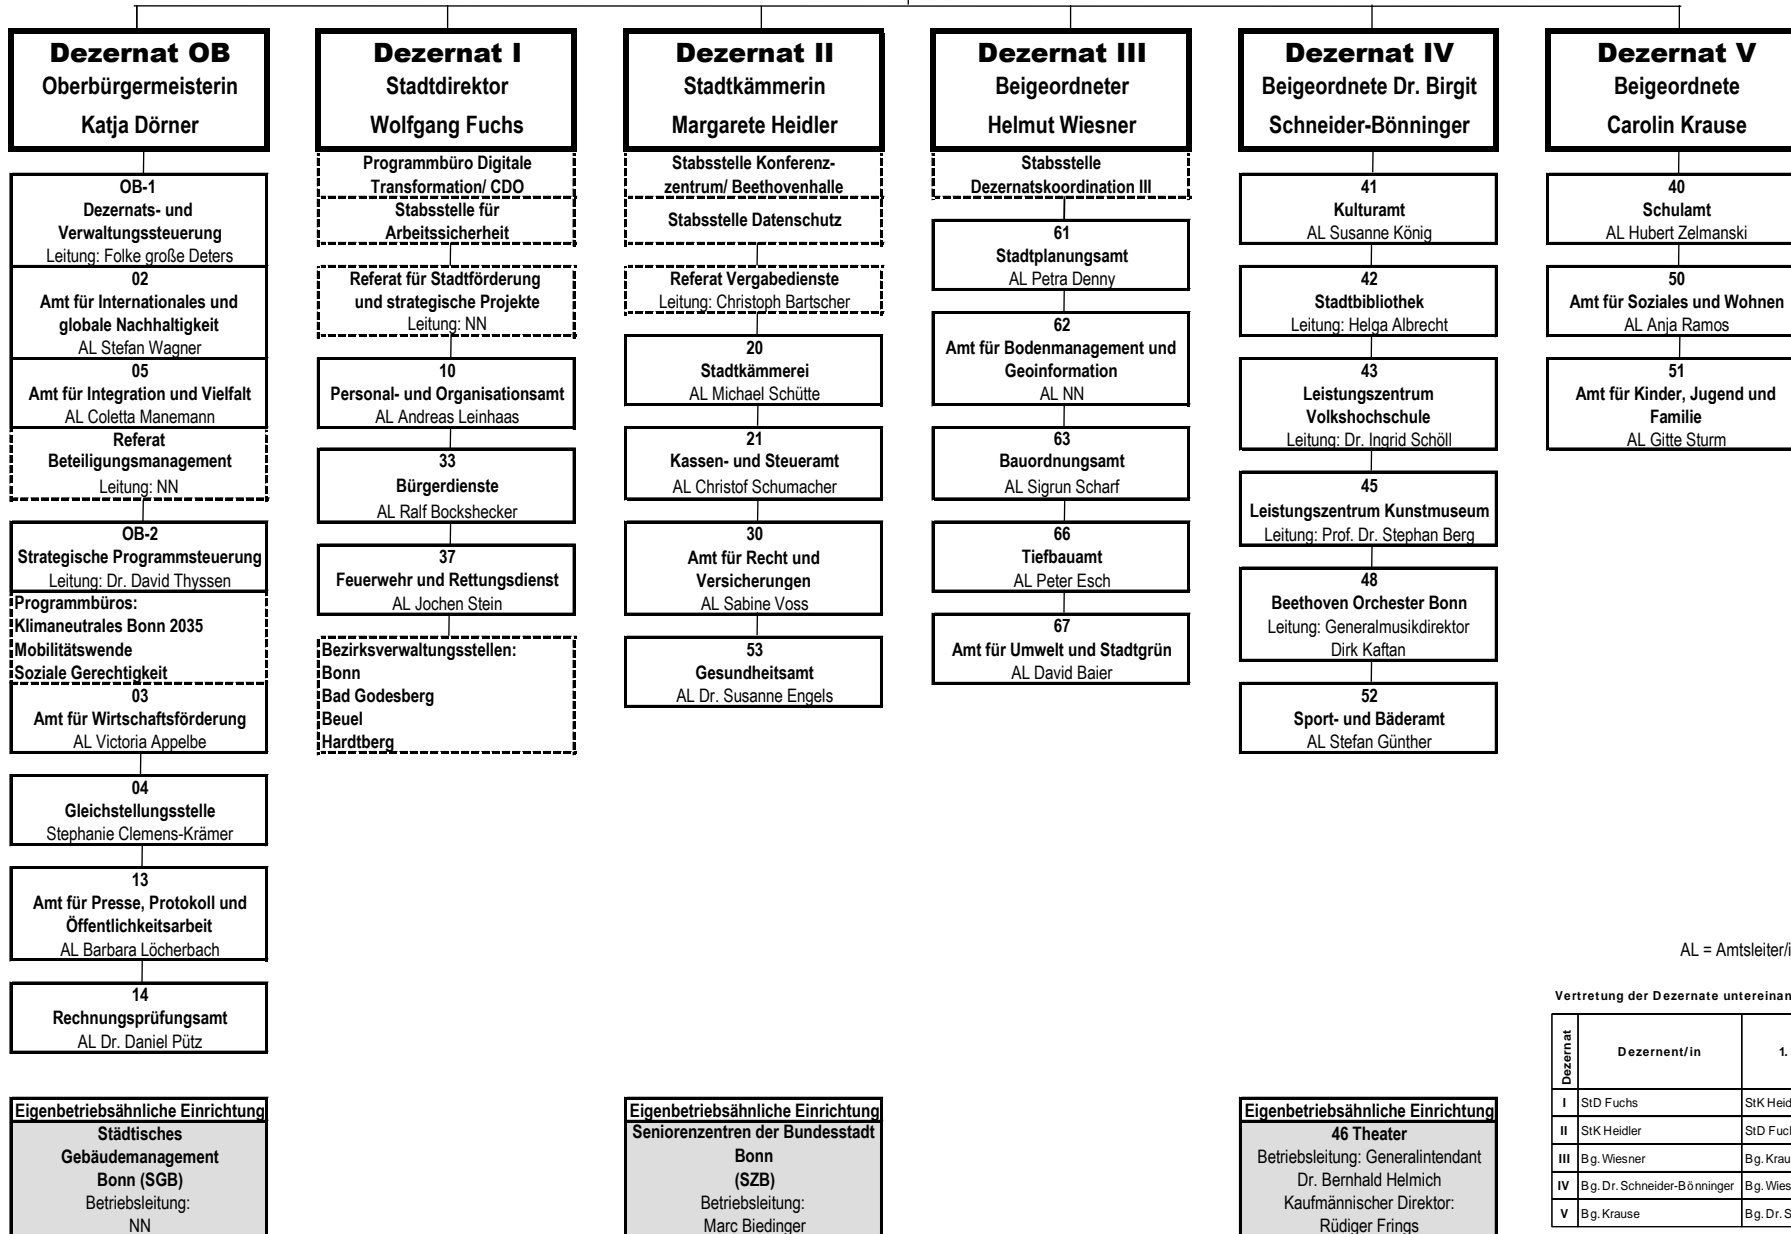 Dezernat OB
Oberbürgermeisterin
Katja Dörner
OB-1
Dezernats- und
Verwaltungssteuerung
Leitung: Folke große Deters
02
Amt für Internationales und
globale Nachhaltigkeit
AL Stefan Wagner
05
Amt für Integration und Vielfalt
AL Coletta Manemann
Referat
Beteiligungsmanagement
Leitung: NN
OB-2
Strategische Programmsteuerung
Leitung: Dr. David Thyssen
Programmbüros:
Klimaneutrales Bonn 2035
Mobilitätswende
Soziale Gerechtigkeit
03
Amt für Wirtschaftsförderung
AL Victoria Appelbe
04
Gleichstellungsstelle
Stephanie Clemens-Krämer
13
Amt für Presse, Protokoll und
Öffentlichkeitsarbeit
AL Barbara Löcherbach
14
Rechnungsprüfungsamt
AL Dr. Daniel Pütz
Eigenbetriebsähnliche Einrichtung
Städtisches
Gebäudemanagement
Bonn (SGB)
Betriebsleitung:
NN
Dezernat I
Stadtdirektor
Wolfgang Fuchs
Programmbüro Digitale
Transformation/ CDO
Stabsstelle für
Arbeitssicherheit
Referat für Stadtförderung
und strategische Projekte
Leitung: NN
10
Personal- und Organisationsamt
AL Andreas Leinhaas
33
Bürgerdienste
AL Ralf Bockshecker
37
Feuerwehr und Rettungsdienst
AL Jochen Stein
Bezirksverwaltungsstellen:
Bonn
Bad Godesberg
Beuel
Hardtberg
Dezernat II
Stadtkämmerin
Margarete Heidler
Stabsstelle Konferenz-
zentrum/ Beethovenhalle
Stabsstelle Datenschutz
Referat Vergabedienste
Leitung: Christoph Bartscher
20
Stadtkämmerei
AL Michael Schütte
21
Kassen- und Steueramt
AL Christof Schumacher
30
Amt für Recht und
Versicherungen
AL Sabine Voss
53
Gesundheitsamt
AL Dr. Susanne Engels
Eigenbetriebsähnliche Einrichtung
Seniorenzentren der Bundesstadt
Bonn
(SZB)
Betriebsleitung:
Marc Biedinger
Dezernat III
Beigeordneter
Helmut Wiesner
Stabsstelle
Dezernatskoordination III
61
Stadtplanungsamt
AL Petra Denny
62
Amt für Bodenmanagement und
Geoinformation
AL NN
63
Bauordnungsamt
AL Sigrun Scharf
66
Tiefbauamt
AL Peter Esch
67
Amt für Umwelt und Stadtgrün
AL David Baier
Dezernat IV
Beigeordnete Dr. Birgit
Schneider-Bönninger
41
Kulturamt
AL Susanne König
42
Stadtbibliothek
Leitung: Helga Albrecht
43
Leistungszentrum
Volkshochschule
Leitung: Dr. Ingrid Schöll
45
Leistungszentrum Kunstmuseum
Leitung: Prof. Dr. Stephan Berg
48
Beethoven Orchester Bonn
Leitung: Generalmusikdirektor
Dirk Kaftan
52
Sport- und Bäderamt
AL Stefan Günther
Eigenbetriebsähnliche Einrichtung
46 Theater
Betriebsleitung: Generalintendant
Dr. Bernhald Helmich
Kaufmännischer Direktor:
Rüdiger Frings
Dezernat V
Beigeordnete
Carolin Krause
40
Schulamt
AL Hubert Zelmanski
50
Amt für Soziales und Wohnen
AL Anja Ramos
51
Amt für Kinder, Jugend und
Familie
AL Gitte Sturm
AL = Amtsleiter/i
Vertretung der Dezernate untereinan
Dezernat Dezernent/in 1.
I StD Fuchs StK Heid
II StK Heidler StD Fuch
III Bg. Wiesner Bg. Krau
IV Bg. Dr. Schneider-Bönninger Bg. Wies
V Bg. Krause Bg. Dr. S